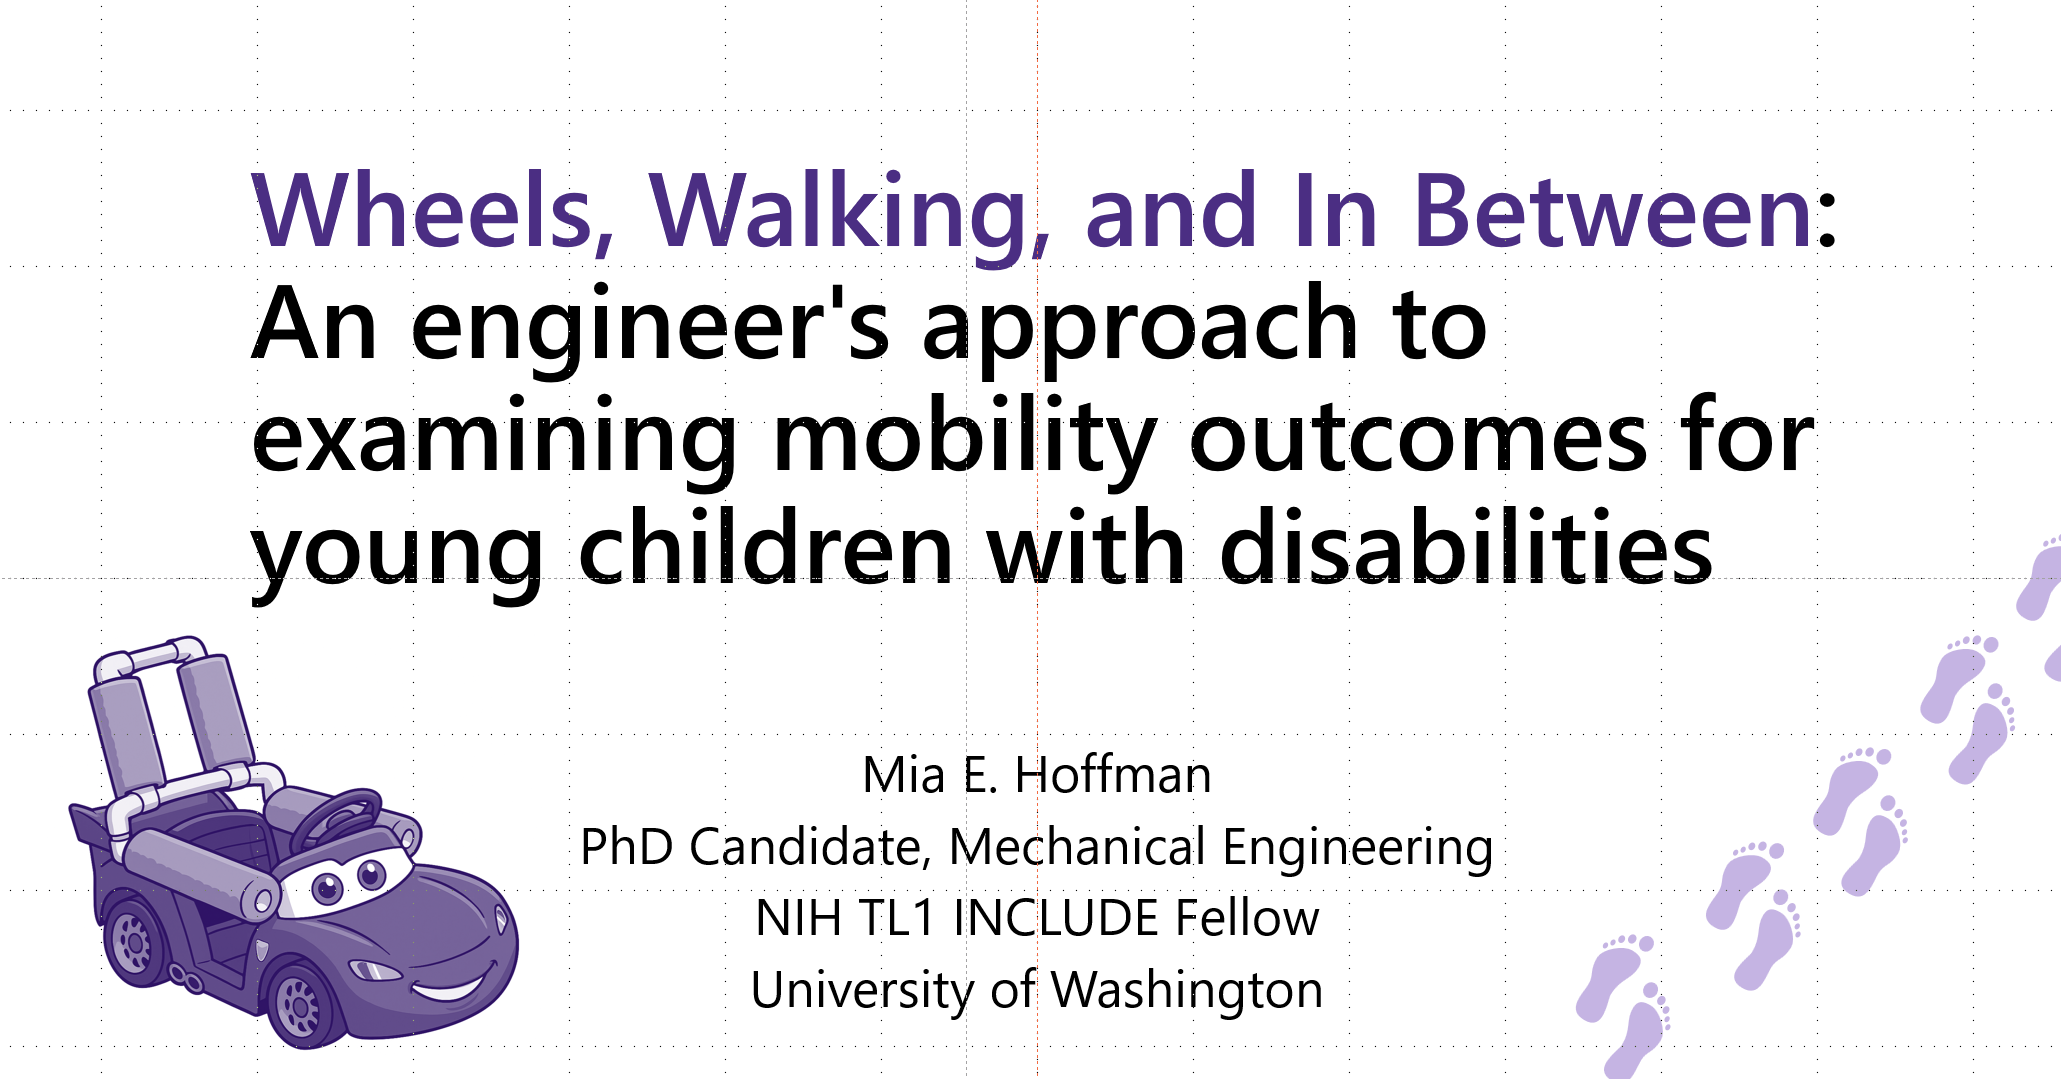 Wheels, Walking, and In Between:
An engineer's approach to
examining mobility outcomes for
young children with disabilities
Mia E. Hoffman
PhD Candidate, Mechanical Engineering
NIH TL1 INCLUDE Fellow
University of Washington